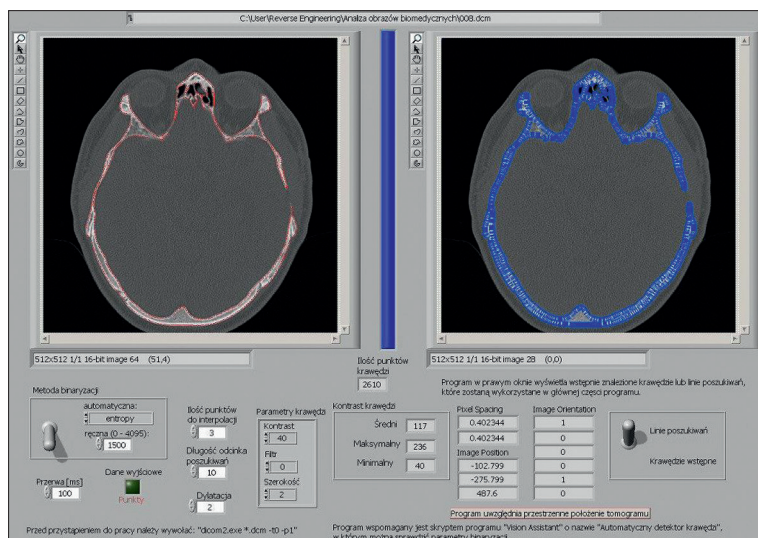 C:\User\Reverse Engineering\Analiza obrazów biomedycznych\008.dcm
512x512 1/1 16-bit image 64 (51,4)
Ilość punktów
krawędzi
2610
512x512 1/1 16-bit image 28 (0,0)
Program w prawym oknie wyświetla wstępnie znalezione krawędzie lub linie poszukiwań,
które zostaną wykorzystane w głównej części programu.
Metoda binaryzacji
automatyczna:
entropy
ręczna (0 - 4095):
1500
Przerwa [ms]
100
Dane wyjściowe
Punkty
Ilość punktów
do interpolacji
3
Długość odcinka
poszukiwań
10
Dylatacja
2
Parametry krawędzi
Kontrast
40
Filtr
0
Szerokość
2
Kontrast krawędzi
Średni 117
Maksymalny 236
Minimalny 40
Pixel Spacing
0.402344
0.402344
Image Position
-102.799
-275.799
487.6
Image Orientation
1
0
0
0
1
0
Linie poszukiwań
Krawędzie wstępne
Program uwzględnia przestrzenne położenie tomogramu
Przed przystąpieniem do pracy należy wywołać: "dicom2.exe *.dcm -t0 -p1"
Program wspomagany jest skryptem programu "Vision Assistant" o nazwie "Automatyczny detektor krawędzi",
w którym można sprawdzić parametry binaryzacji.